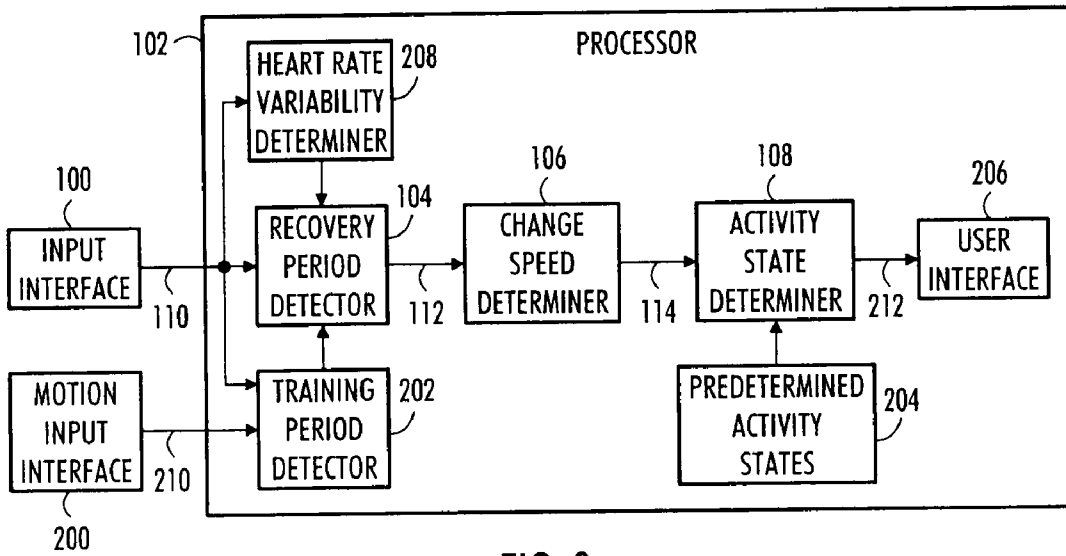 102
PROCESSOR
HEART RATE
VARIABILITY
DETERMINER
208
100
INPUT
INTERFACE
110
RECOVERY
PERIOD
DETECTOR
104
112
106
CHANGE
SPEED
DETERMINER
114
108
ACTIVITY
STATE
DETERMINER
212
206
USER
INTERFACE
MOTION
INPUT
INTERFACE
200
210
TRAINING
PERIOD
DETECTOR
202
PREDETERMINED
ACTIVITY
STATES
204